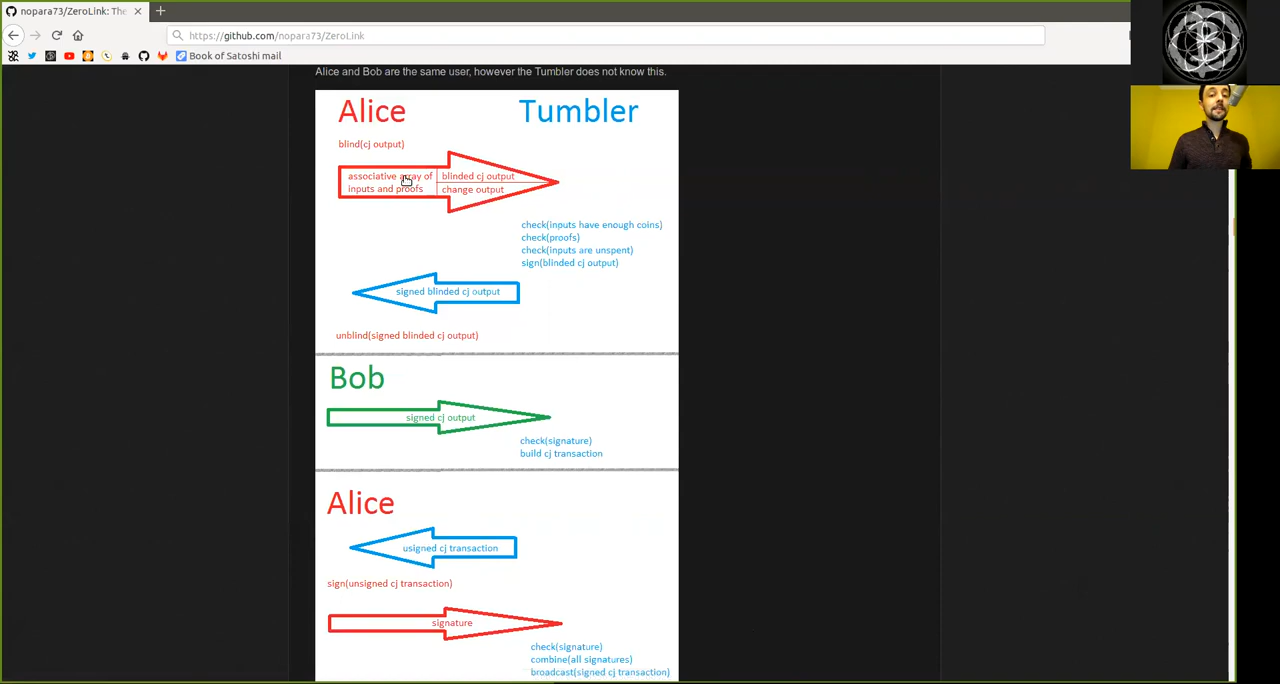 nopara73/ZeroLink: The
https://github.com/nopara73/ZeroLink
Book of Satoshi mail
Alice and Bob are the same user, however the Tumbler does not know this.
Alice
Tumbler
blind(cj output)
associative array of
inputs and proofs
blinded cj output
change output
check(inputs have enough coins)
check(proofs)
check(inputs are unspent)
sign(blinded cj output)
signed blinded cj output
unblind(signed blinded cj output)
Bob
signed cj output
check(signature)
build cj transaction
Alice
usigned cj transaction
sign(unsigned cj transaction)
signature
check(signature)
combine(all signatures)
broadcast(signed cj transaction)